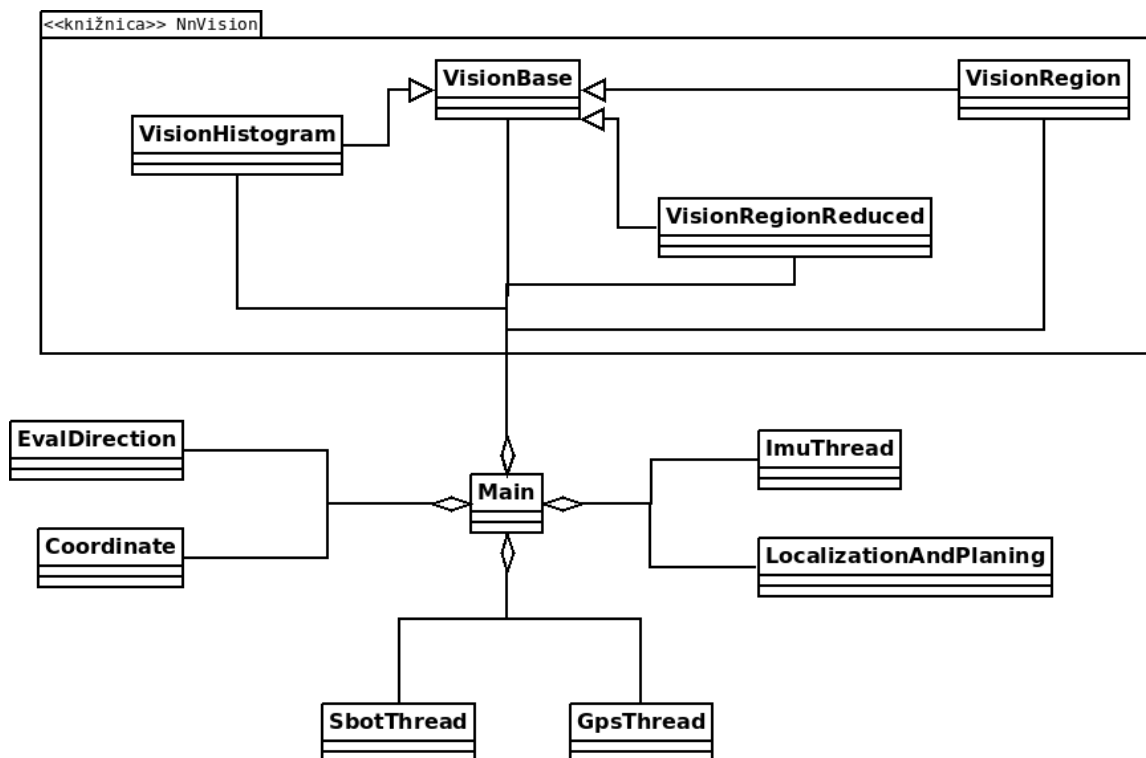 <<knižnica>> NnVision
VisionBase
VisionRegion
VisionHistogram
VisionRegionReduced
EvalDirection
ImuThread
Main
Coordinate
LocalizationAndPlaning
SbotThread
GpsThread